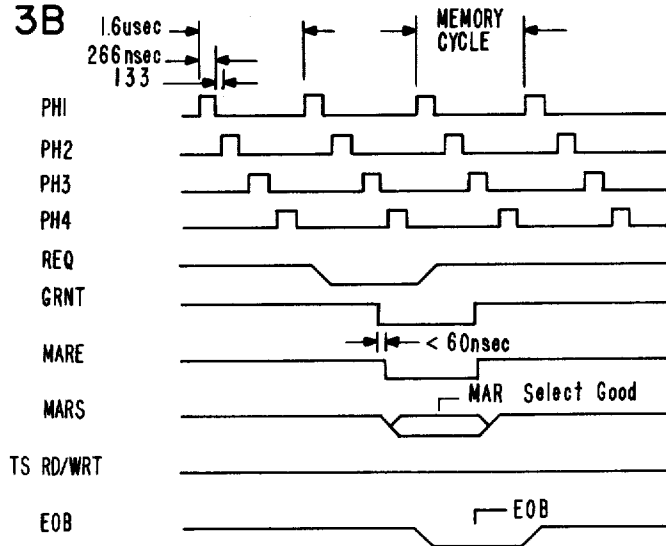 3B
1.6usec
MEMORY
CYCLE
266nsec
133
PH1
PH2
PH3
PH4
REQ
GRNT
< 60nsec
MARE
MAR Select Good
MARS
TS RD/WRT
EOB
EOB